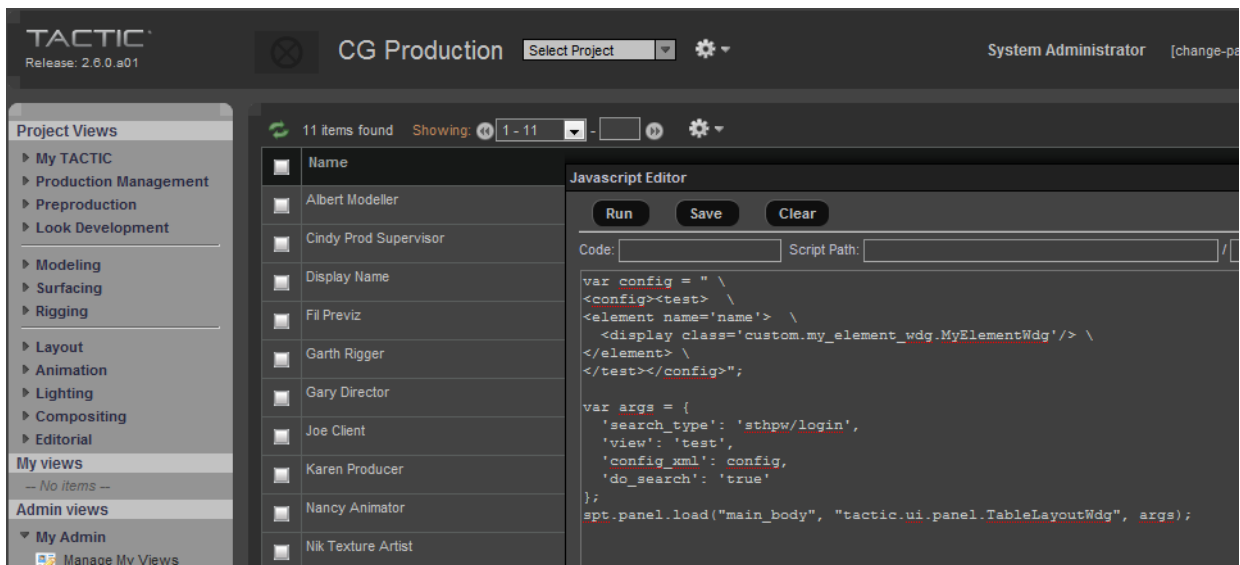 TACTIC
Release: 2.6.0.a01
CG Production
Select Project
System Administrator
[change-pa
Project Views
My TACTIC
Production Management
Preproduction
Look Development
Modeling
Surfacing
Rigging
Layout
Animation
Lighting
Compositing
Editorial
My views
-- No items --
Admin views
My Admin
Manage My Views
11 items found Showing: 1 - 11 -
Name
Albert Modeller
Cindy Prod Supervisor
Display Name
Fil Previz
Garth Rigger
Gary Director
Joe Client
Karen Producer
Nancy Animator
Nik Texture Artist
Javascript Editor
Run Save Clear
Code: Script Path: /
var config = " \
<config><test> \
<element name='name'> \
<display class='custom.my_element_wdg.MyElementWdg'/> \
</element> \
</test></config>";
var args = {
'search_type': 'sthpw/login',
'view': 'test',
'config_xml': config,
'do_search': 'true'
};
spt.panel.load("main_body", "tactic.ui.panel.TableLayoutWdg", args);